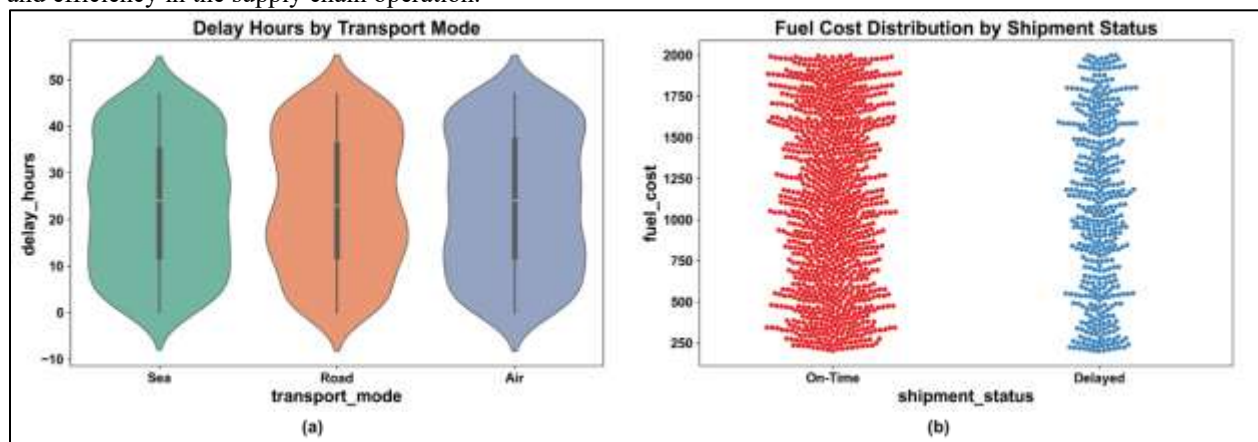 and efficiency in the supply chain operation.
Delay Hours by Transport Mode
delay_hours
50
40
30
20
10
0
−10
Sea Road Air
transport_mode
(a)
Fuel Cost Distribution by Shipment Status
fuel_cost
2000
1750
1500
1250
1000
750
500
250
On-Time Delayed
shipment_status
(b)